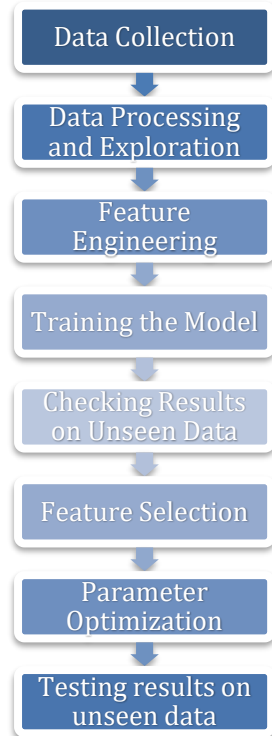 Data Collection
Data Processing
and Exploration
Feature
Engineering
Training the Model
Checking Results
on Unseen Data
Feature Selection
Parameter
Optimization
Testing results on
unseen data